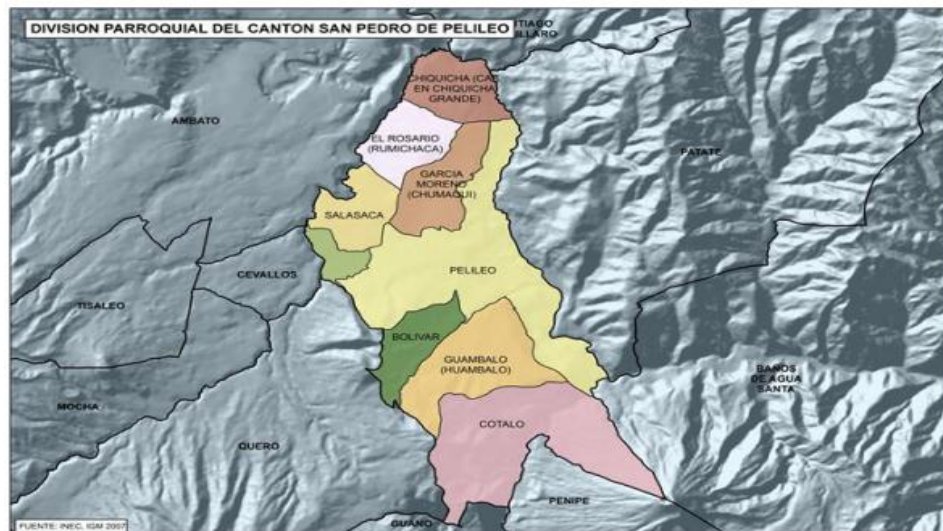 DIVISION PARROQUIAL DEL CANTON SAN PEDRO DE PELILEO
CHIQUICHA (CAB.
EN CHIQUICHA
GRANDE)
AMBATO
EL ROSARIO
(RUMICHACA)
PATATE
GARCIA
MORENO
(CHUMAQUI)
SALASACA
CEVALLOS
PELILEO
TISALEO
BOLIVAR
GUAMBALO
(HUAMBALO)
BAÑOS
DE AGUA
SANTA
MOCHA
COTALO
QUERO
PENIPE
GUANO
FUENTE: INEC, IGM 2007